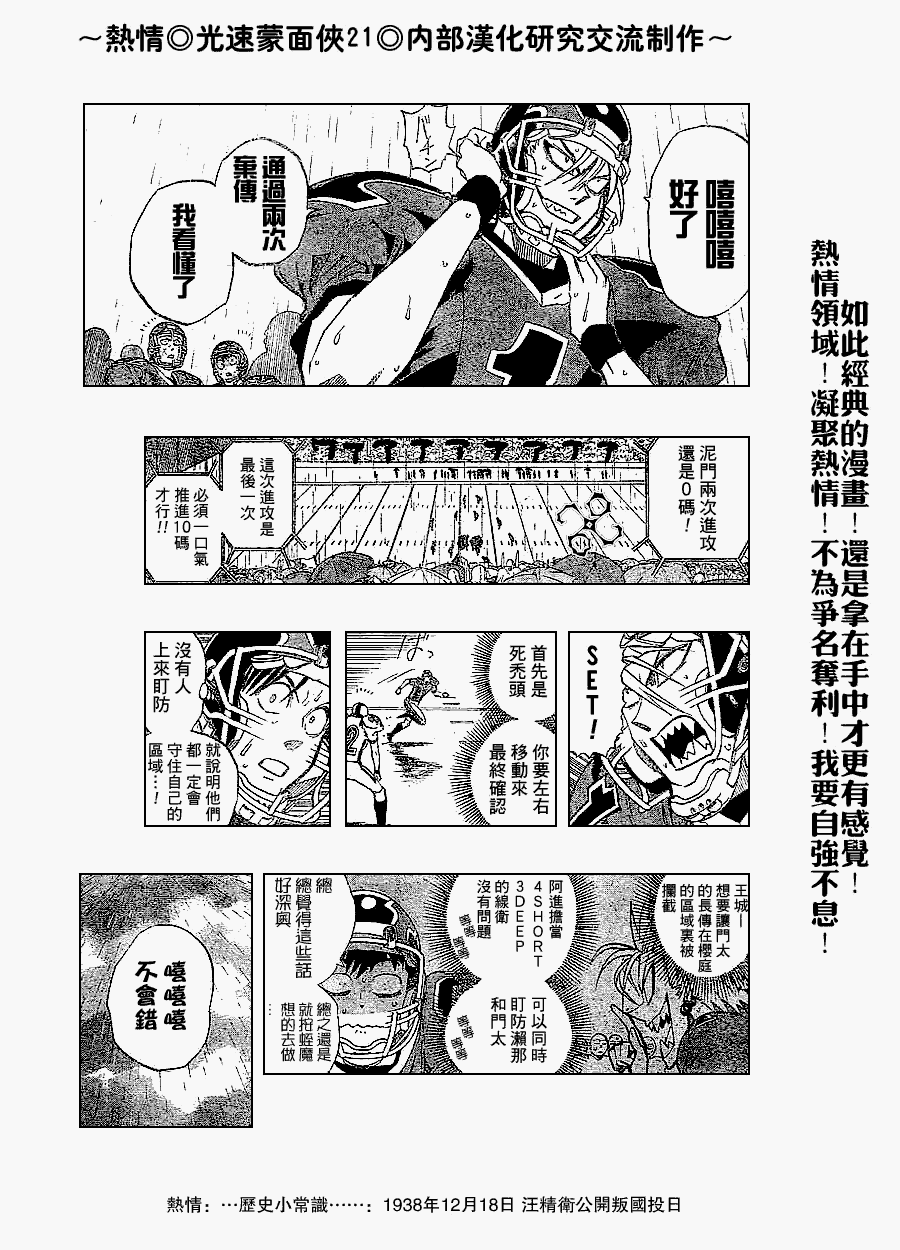 ～熱情◎光速蒙面俠21◎内部漢化研究交流制作～
嘻嘻嘻
好了
通過兩次
棄傳
我看懂了
泥門兩次進攻
還是0碼！
這次進攻是
最後一次
必須一口氣
推進10碼
才行!!
SET!
首先是
死禿頭
你要左右
移動來
最終確認
沒有人
上來盯防
就說明他們
都一定會
守住自己的
區域…！
王城—
想要讓門太
的長傳在櫻庭
的區域裏被
攔截
阿進擔當
4SHORT
3DEEP
的線衛
沒有問題
等等
等等
可以同時
盯防瀨那
和門太
等等
等等
總
總覺得這些話
好深奧
總之還是
就按蛭魔
想的去做
…
嘻嘻嘻
不會錯
如此經典的漫畫！還是拿在手中才更有感覺！
熱情領域！凝聚熱情！不為爭名奪利！我要自強不息！
熱情：…歷史小常識……：1938年12月18日 汪精衛公開叛國投日